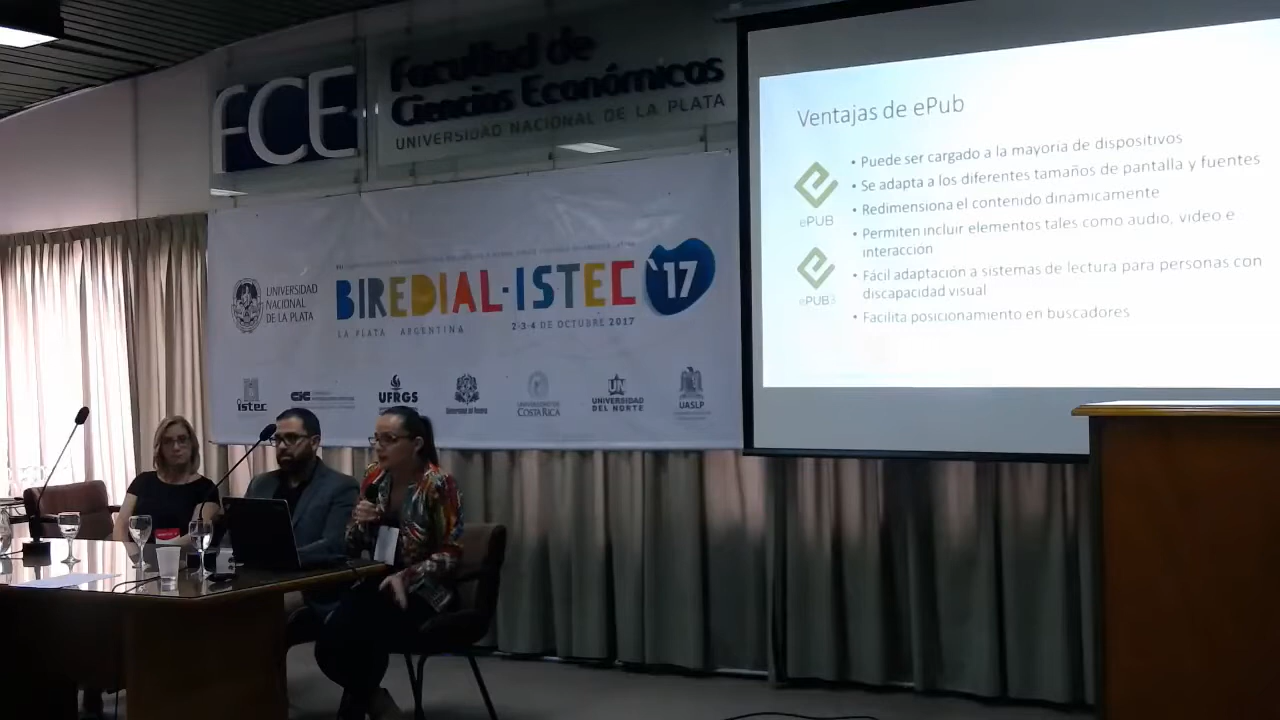 FCE
Facultad de
Ciencias Económicas
UNIVERSIDAD NACIONAL DE LA PLATA
UNIVERSIDAD
NACIONAL
DE LA PLATA
BIREDIAL·ISTEC '17
LA PLATA ARGENTINA
2·3·4 DE OCTUBRE 2017
istec
UFRGS
COSTA RICA
UN
UNIVERSIDAD
DEL NORTE
UASLP
Ventajas de ePub
ePUB
ePUB3
• Puede ser cargado a la mayoria de dispositivos
• Se adapta a los diferentes tamaños de pantalla y fuentes
• Redimensiona el contenido dinamicamente
• Permiten incluir elementos tales como audio, video e
interacción
• Fácil adaptación a sistemas de lectura para personas con
discapacidad visual
• Facilita posicionamiento en buscadores